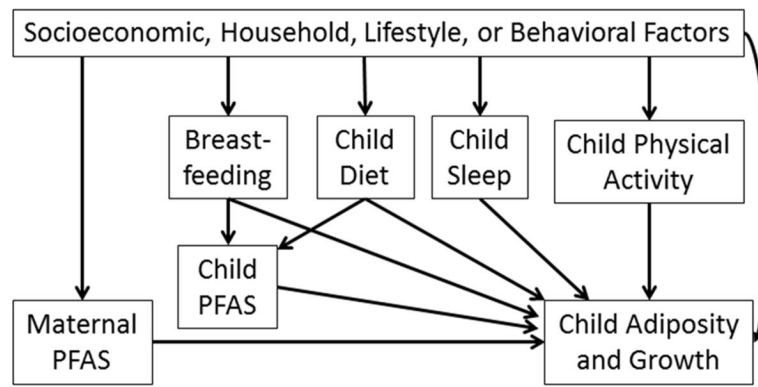 Socioeconomic, Household, Lifestyle, or Behavioral Factors
Breast-
feeding
Child
Diet
Child
Sleep
Child Physical
Activity
Child
PFAS
Maternal
PFAS
Child Adiposity
and Growth